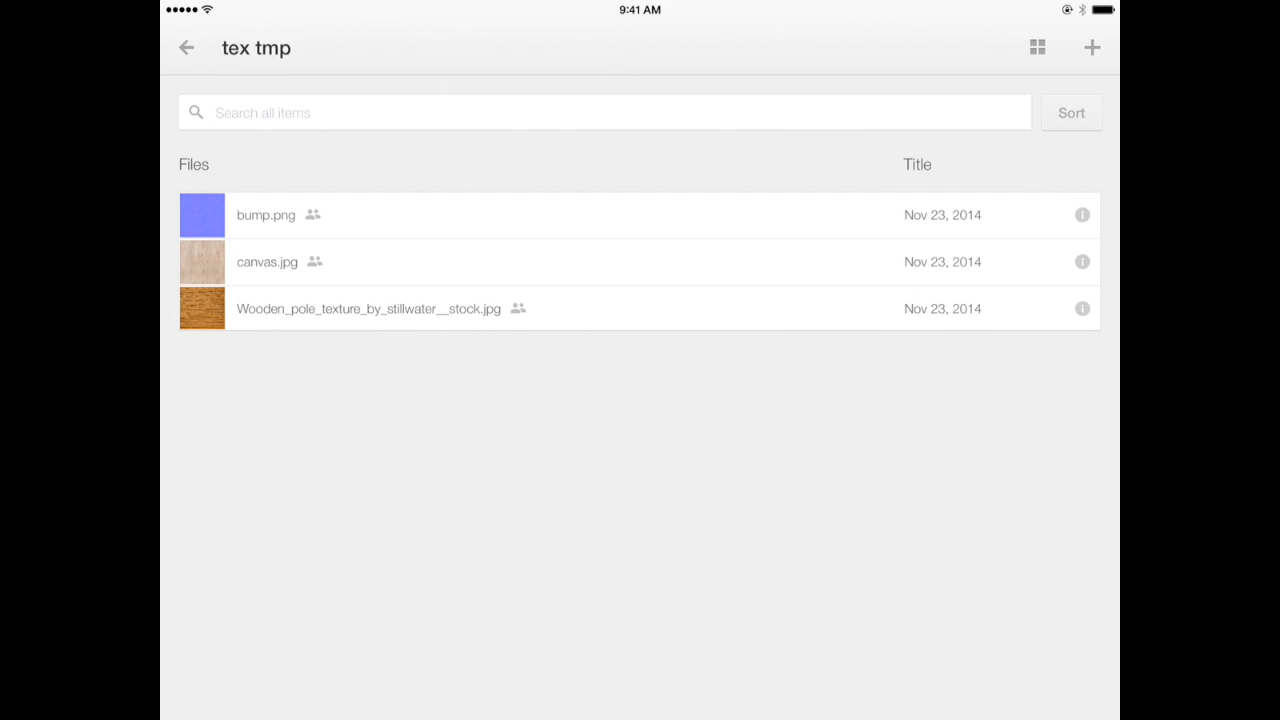 9:41 AM
tex tmp
Search all items
Sort
Files Title
bump.png Nov 23, 2014
canvas.jpg Nov 23, 2014
Wooden_pole_texture_by_stillwater__stock.jpg Nov 23, 2014